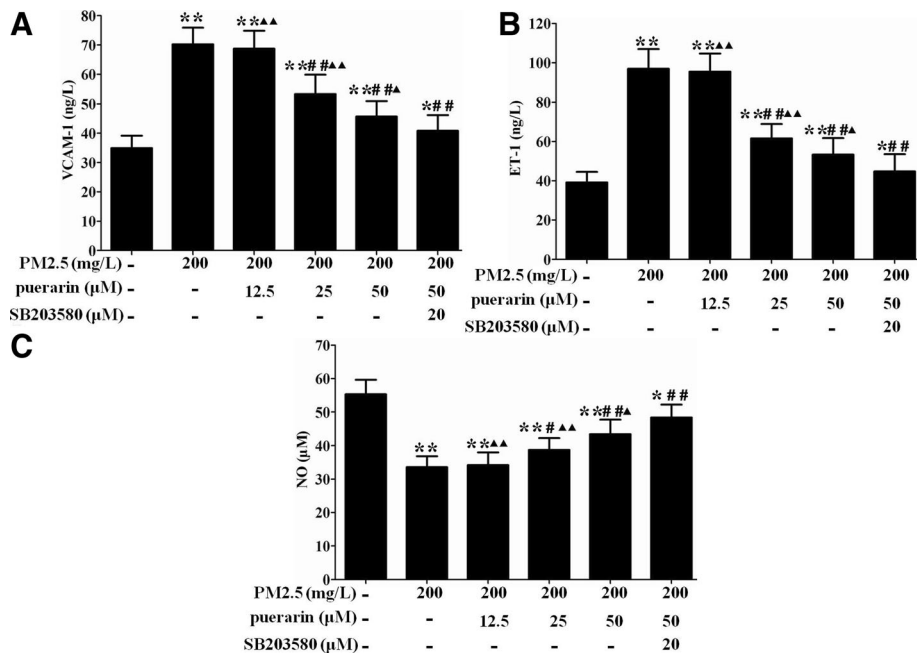 A
VCAM-1 (ng/L)
80
70
60
50
40
30
20
10
0
**
**▲▲
**##▲▲
**##▲
*##
PM2.5 (mg/L) - 200 200 200 200 200
puerarin (μM) - - 12.5 25 50 50
SB203580 (μM) - - - - - 20
B
ET-1 (ng/L)
120
100
80
60
40
20
0
**
**▲▲
**##▲▲
**##▲
*##
PM2.5 (mg/L) - 200 200 200 200 200
puerarin (μM) - - 12.5 25 50 50
SB203580 (μM) - - - - - 20
C
NO (μM)
70
60
50
40
30
20
10
0
**
**▲▲
**# ▲▲
**##▲
* ##
PM2.5 (mg/L) - 200 200 200 200 200
puerarin (μM) - - 12.5 25 50 50
SB203580 (μM) - - - - - 20